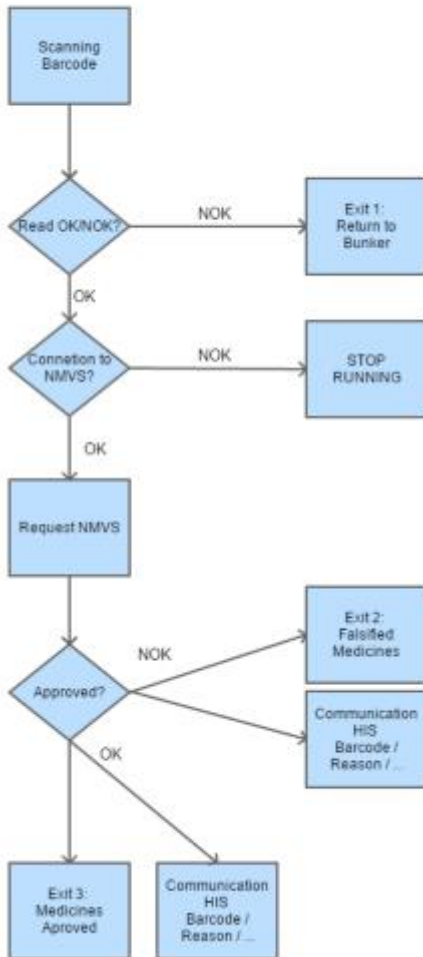 Scanning
Barcode
Read OK/NOK?
NOK
Exit 1:
Return to
Bunker
OK
Connetion to
NMVS?
NOK
STOP
RUNNING
OK
Request NMVS
Approved?
NOK
Exit 2:
Falsified
Medicines
Communication
HIS
Barcode /
Reason / ...
OK
Exit 3:
Medicines
Aproved
Communication
HIS
Barcode /
Reason / ...